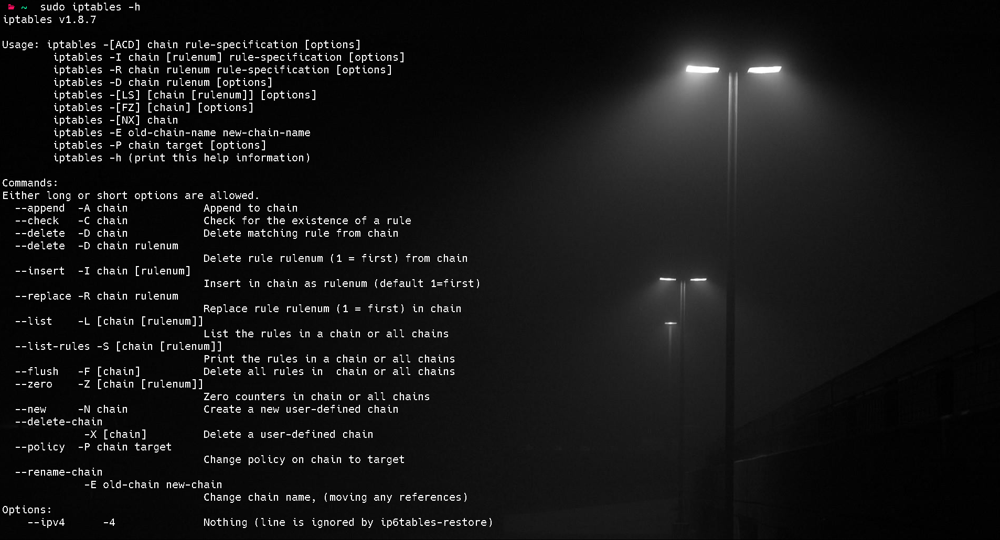 ~ sudo iptables -h
iptables v1.8.7
Usage: iptables -[ACD] chain rule-specification [options]
iptables -I chain [rulenum] rule-specification [options]
iptables -R chain rulenum rule-specification [options]
iptables -D chain rulenum [options]
iptables -[LS] [chain [rulenum]] [options]
iptables -[FZ] [chain] [options]
iptables -[NX] chain
iptables -E old-chain-name new-chain-name
iptables -P chain target [options]
iptables -h (print this help information)
Commands:
Either long or short options are allowed.
--append -A chain Append to chain
--check -C chain Check for the existence of a rule
--delete -D chain Delete matching rule from chain
--delete -D chain rulenum
Delete rule rulenum (1 = first) from chain
--insert -I chain [rulenum]
Insert in chain as rulenum (default 1=first)
--replace -R chain rulenum
Replace rule rulenum (1 = first) in chain
--list -L [chain [rulenum]]
List the rules in a chain or all chains
--list-rules -S [chain [rulenum]]
Print the rules in a chain or all chains
--flush -F [chain] Delete all rules in chain or all chains
--zero -Z [chain [rulenum]]
Zero counters in chain or all chains
--new -N chain Create a new user-defined chain
--delete-chain
-X [chain] Delete a user-defined chain
--policy -P chain target
Change policy on chain to target
--rename-chain
-E old-chain new-chain
Change chain name, (moving any references)
Options:
--ipv4 -4 Nothing (line is ignored by ip6tables-restore)